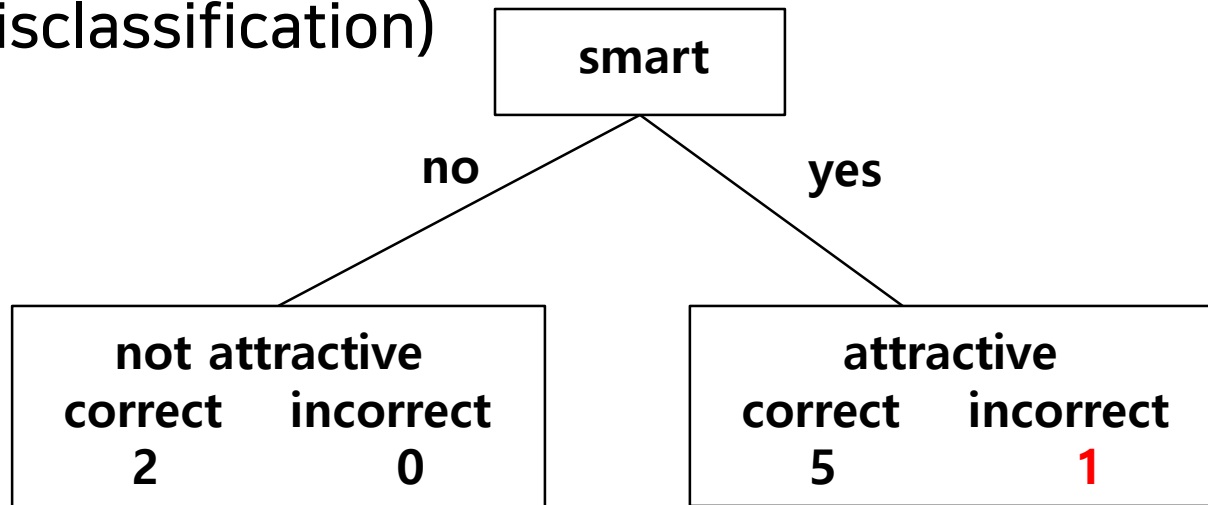 isclassification)
smart
no
yes
not attractive
correct incorrect
2 0
attractive
correct incorrect
5 1